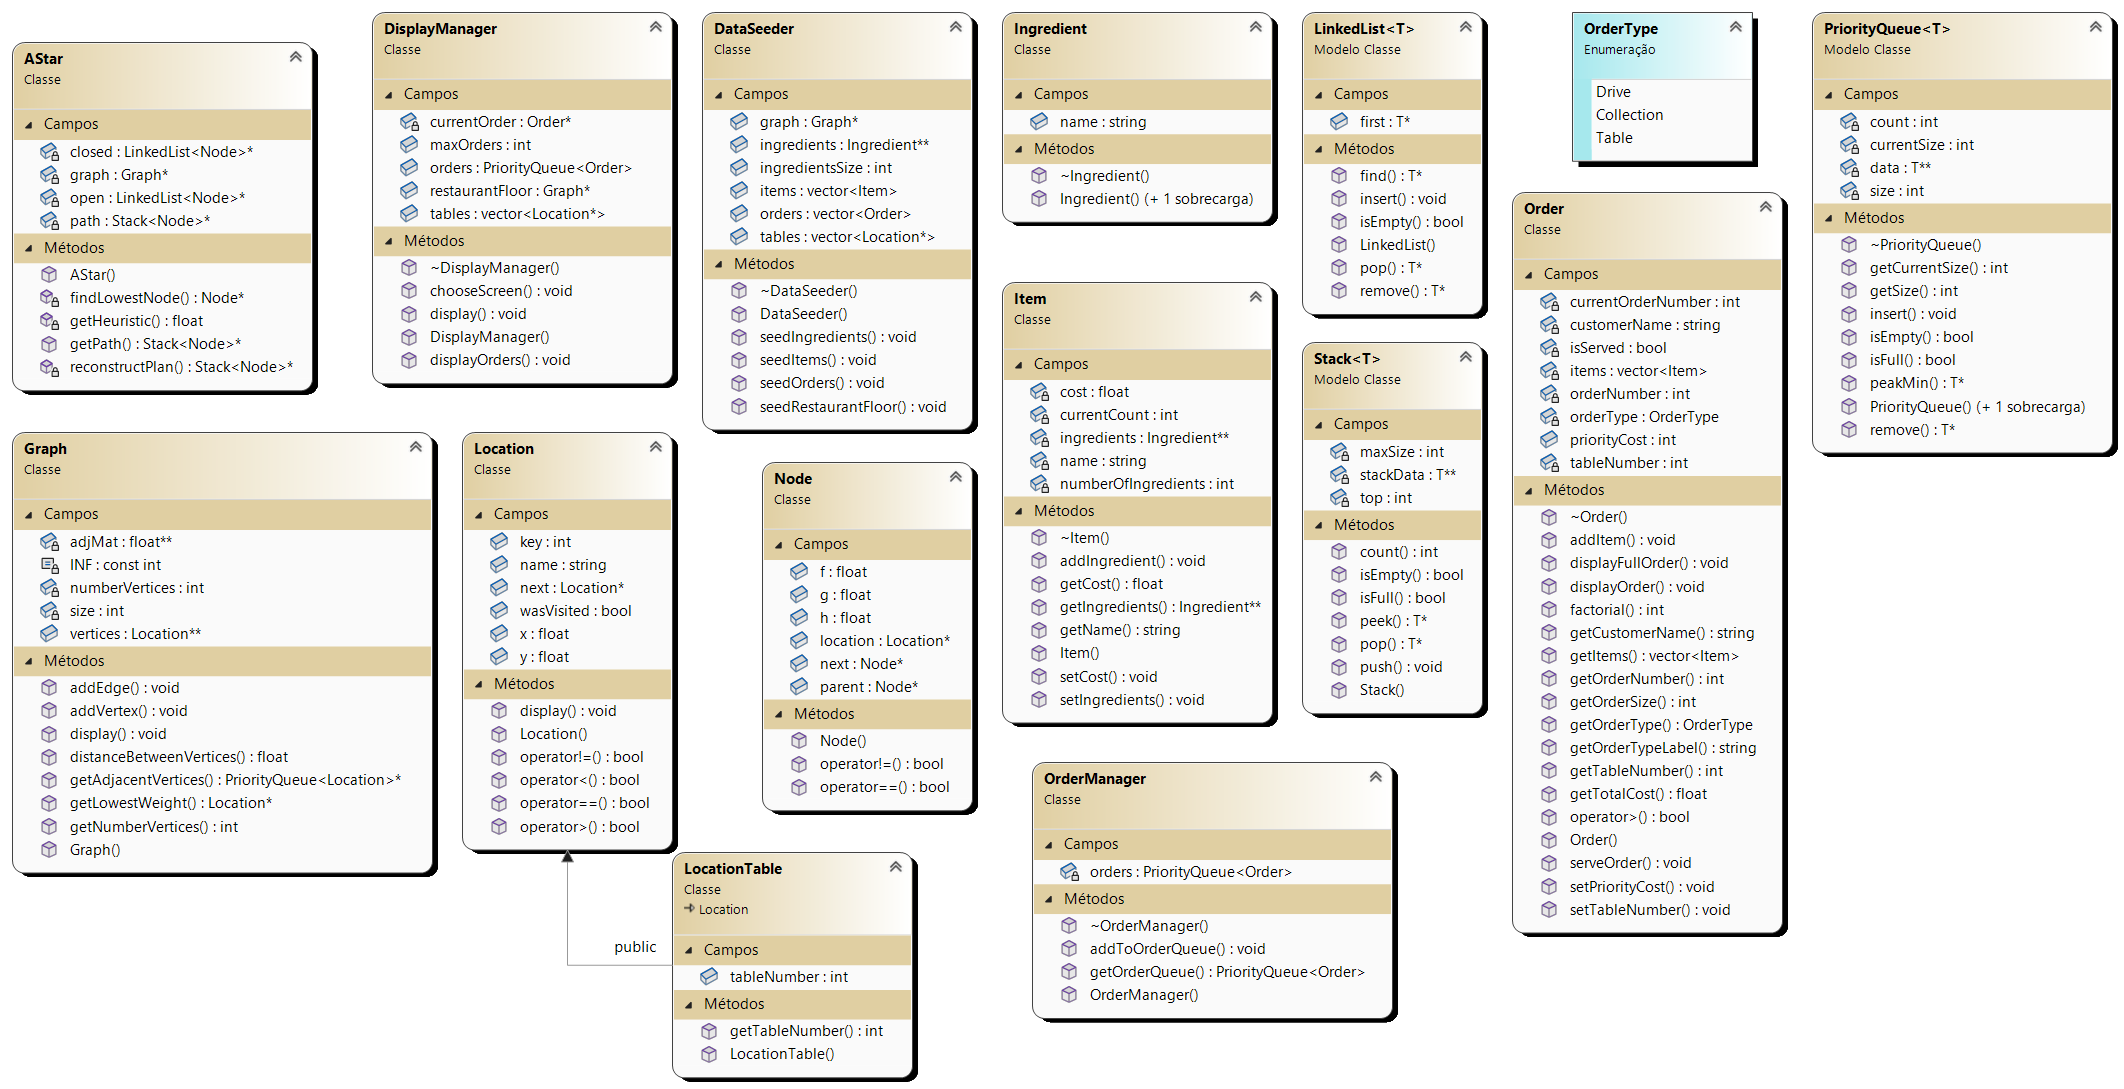 AStar
Classe
Campos
closed : LinkedList<Node>*
graph : Graph*
open : LinkedList<Node>*
path : Stack<Node>*
Métodos
AStar()
findLowestNode() : Node*
getHeuristic() : float
getPath() : Stack<Node>*
reconstructPlan() : Stack<Node>*
DisplayManager
Classe
Campos
currentOrder : Order*
maxOrders : int
orders : PriorityQueue<Order>
restaurantFloor : Graph*
tables : vector<Location*>
Métodos
~DisplayManager()
chooseScreen() : void
display() : void
DisplayManager()
displayOrders() : void
DataSeeder
Classe
Campos
graph : Graph*
ingredients : Ingredient**
ingredientsSize : int
items : vector<Item>
orders : vector<Order>
tables : vector<Location*>
Métodos
~DataSeeder()
DataSeeder()
seedIngredients() : void
seedItems() : void
seedOrders() : void
seedRestaurantFloor() : void
Ingredient
Classe
Campos
name : string
Métodos
~Ingredient()
Ingredient() (+ 1 sobrecarga)
LinkedList<T>
Modelo Classe
Campos
first : T*
Métodos
find() : T*
insert() : void
isEmpty() : bool
LinkedList()
pop() : T*
remove() : T*
OrderType
Enumeração
Drive
Collection
Table
PriorityQueue<T>
Modelo Classe
Campos
count : int
currentSize : int
data : T**
size : int
Métodos
~PriorityQueue()
getCurrentSize() : int
getSize() : int
insert() : void
isEmpty() : bool
isFull() : bool
peakMin() : T*
PriorityQueue() (+ 1 sobrecarga)
remove() : T*
Order
Classe
Campos
currentOrderNumber : int
customerName : string
isServed : bool
items : vector<Item>
orderNumber : int
orderType : OrderType
priorityCost : int
tableNumber : int
Métodos
~Order()
addItem() : void
displayFullOrder() : void
displayOrder() : void
factorial() : int
getCustomerName() : string
getItems() : vector<Item>
getOrderNumber() : int
getOrderSize() : int
getOrderType() : OrderType
getOrderTypeLabel() : string
getTableNumber() : int
getTotalCost() : float
operator>() : bool
Order()
serveOrder() : void
setPriorityCost() : void
setTableNumber() : void
Item
Classe
Campos
cost : float
currentCount : int
ingredients : Ingredient**
name : string
numberOfIngredients : int
Métodos
~Item()
addIngredient() : void
getCost() : float
getIngredients() : Ingredient**
getName() : string
Item()
setCost() : void
setIngredients() : void
Stack<T>
Modelo Classe
Campos
maxSize : int
stackData : T**
top : int
Métodos
count() : int
isEmpty() : bool
isFull() : bool
peek() : T*
pop() : T*
push() : void
Stack()
Graph
Classe
Campos
adjMat : float**
INF : const int
numberVertices : int
size : int
vertices : Location**
Métodos
addEdge() : void
addVertex() : void
display() : void
distanceBetweenVertices() : float
getAdjacentVertices() : PriorityQueue<Location>*
getLowestWeight() : Location*
getNumberVertices() : int
Graph()
Location
Classe
Campos
key : int
name : string
next : Location*
wasVisited : bool
x : float
y : float
Métodos
display() : void
Location()
operator!=() : bool
operator<() : bool
operator==() : bool
operator>() : bool
Node
Classe
Campos
f : float
g : float
h : float
location : Location*
next : Node*
parent : Node*
Métodos
Node()
operator!=() : bool
operator==() : bool
OrderManager
Classe
Campos
orders : PriorityQueue<Order>
Métodos
~OrderManager()
addToOrderQueue() : void
getOrderQueue() : PriorityQueue<Order>
OrderManager()
LocationTable
Classe
Location
Campos
tableNumber : int
Métodos
getTableNumber() : int
LocationTable()
public